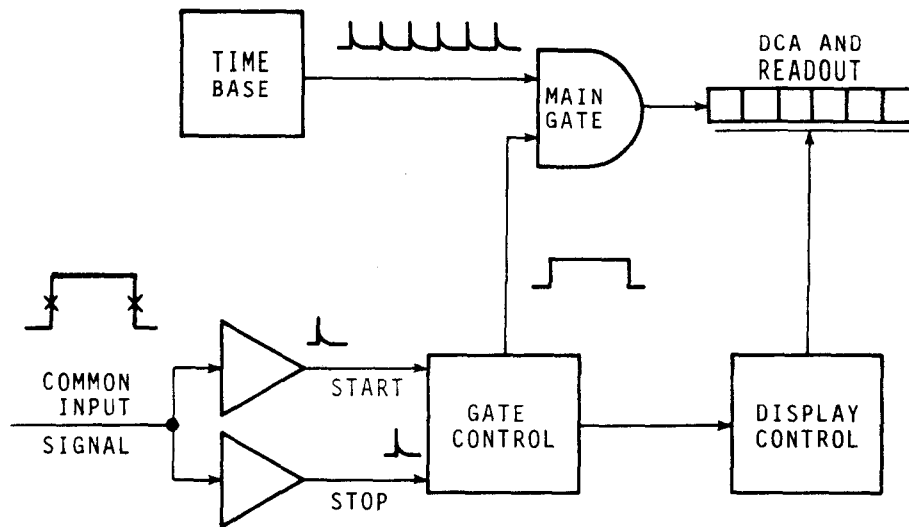 TIME
BASE
MAIN
GATE
DCA AND
READOUT
COMMON
INPUT
SIGNAL
START
STOP
GATE
CONTROL
DISPLAY
CONTROL